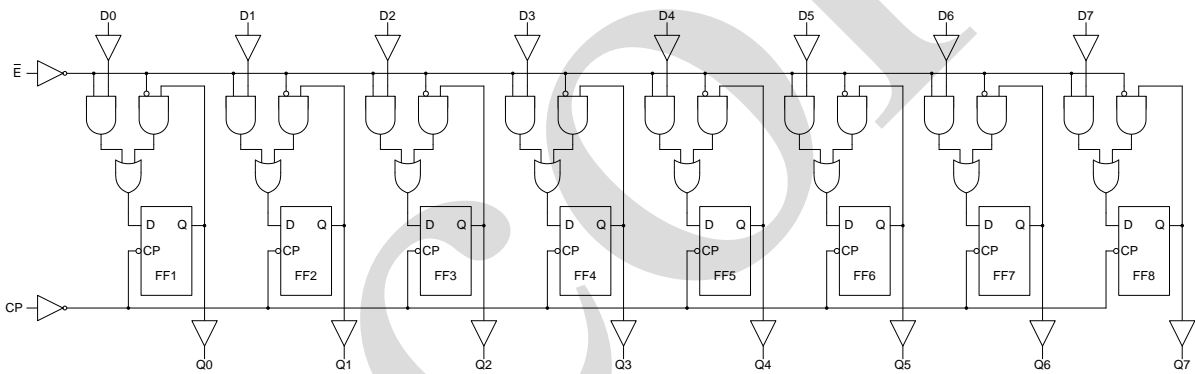 D0 D1 D2 D3 D4 D5 D6 D7
E̅
D Q D Q D Q D Q D Q D Q D Q D Q
CP CP CP CP CP CP CP CP
FF1 FF2 FF3 FF4 FF5 FF6 FF7 FF8
CP
Q0 Q1 Q2 Q3 Q4 Q5 Q6 Q7